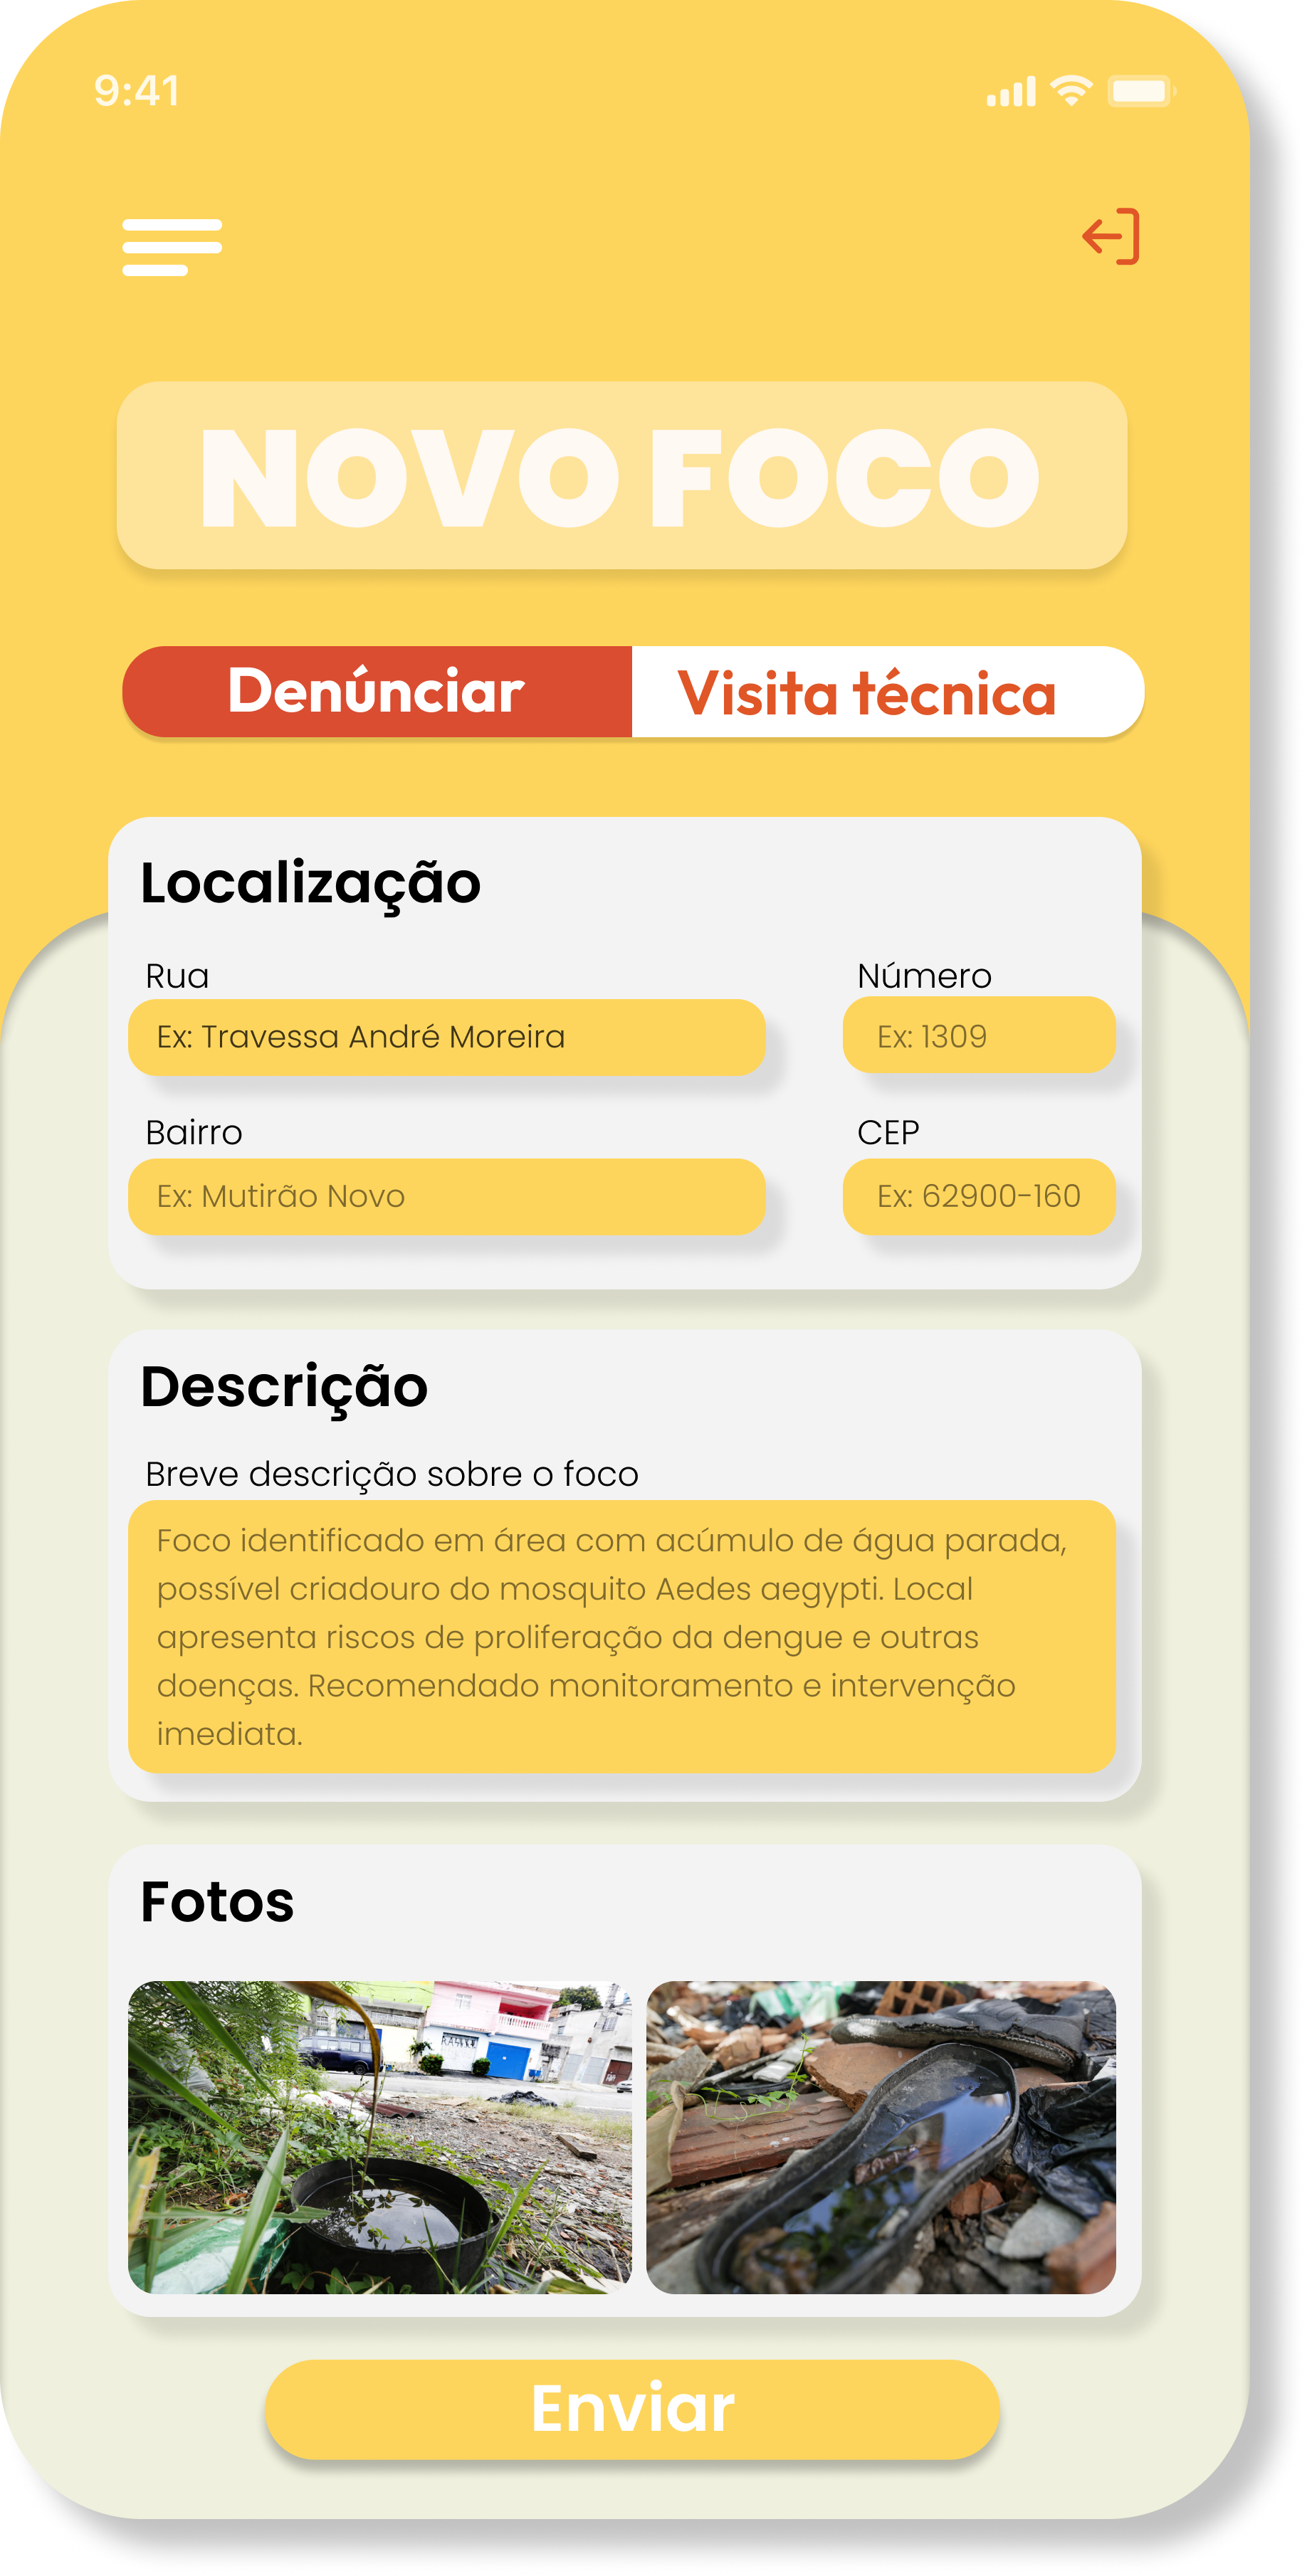 9:41
NOVO FOCO
Denúnciar
Visita técnica
Localização
Rua
Número
Ex: Travessa André Moreira
Ex: 1309
Bairro
CEP
Ex: Mutirão Novo
Ex: 62900-160
Descrição
Breve descrição sobre o foco
Foco identificado em área com acúmulo de água parada,
possível criadouro do mosquito Aedes aegypti. Local
apresenta riscos de proliferação da dengue e outras
doenças. Recomendado monitoramento e intervenção
imediata.
Fotos
Enviar